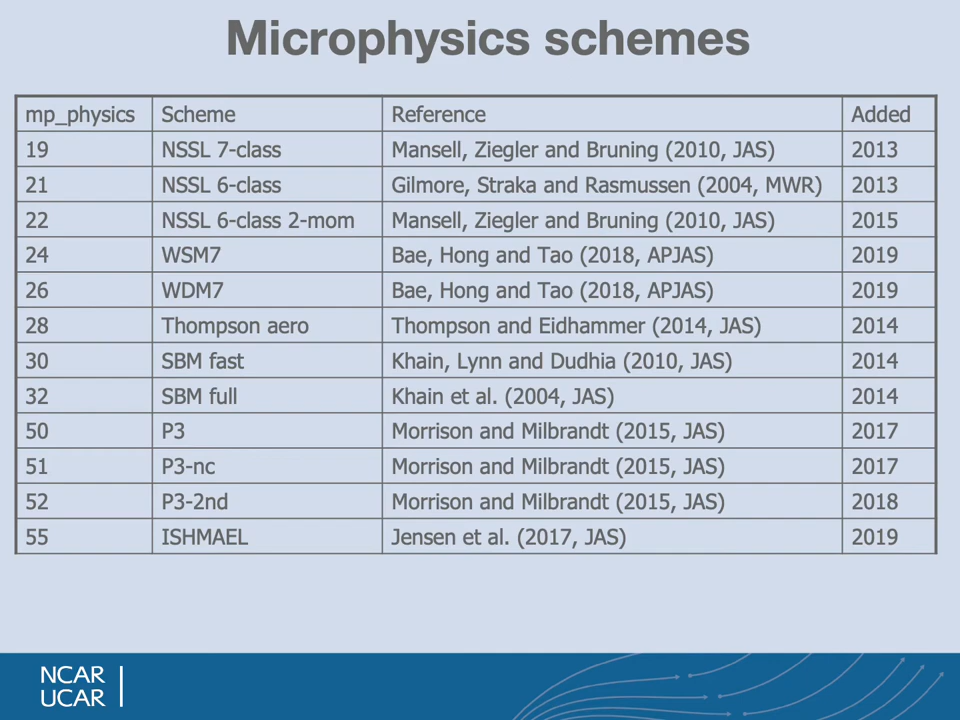 Microphysics schemes
mp_physics Scheme Reference Added
19 NSSL 7-class Mansell, Ziegler and Bruning (2010, JAS) 2013
21 NSSL 6-class Gilmore, Straka and Rasmussen (2004, MWR) 2013
22 NSSL 6-class 2-mom Mansell, Ziegler and Bruning (2010, JAS) 2015
24 WSM7 Bae, Hong and Tao (2018, APJAS) 2019
26 WDM7 Bae, Hong and Tao (2018, APJAS) 2019
28 Thompson aero Thompson and Eidhammer (2014, JAS) 2014
30 SBM fast Khain, Lynn and Dudhia (2010, JAS) 2014
32 SBM full Khain et al. (2004, JAS) 2014
50 P3 Morrison and Milbrandt (2015, JAS) 2017
51 P3-nc Morrison and Milbrandt (2015, JAS) 2017
52 P3-2nd Morrison and Milbrandt (2015, JAS) 2018
55 ISHMAEL Jensen et al. (2017, JAS) 2019
NCAR
UCAR